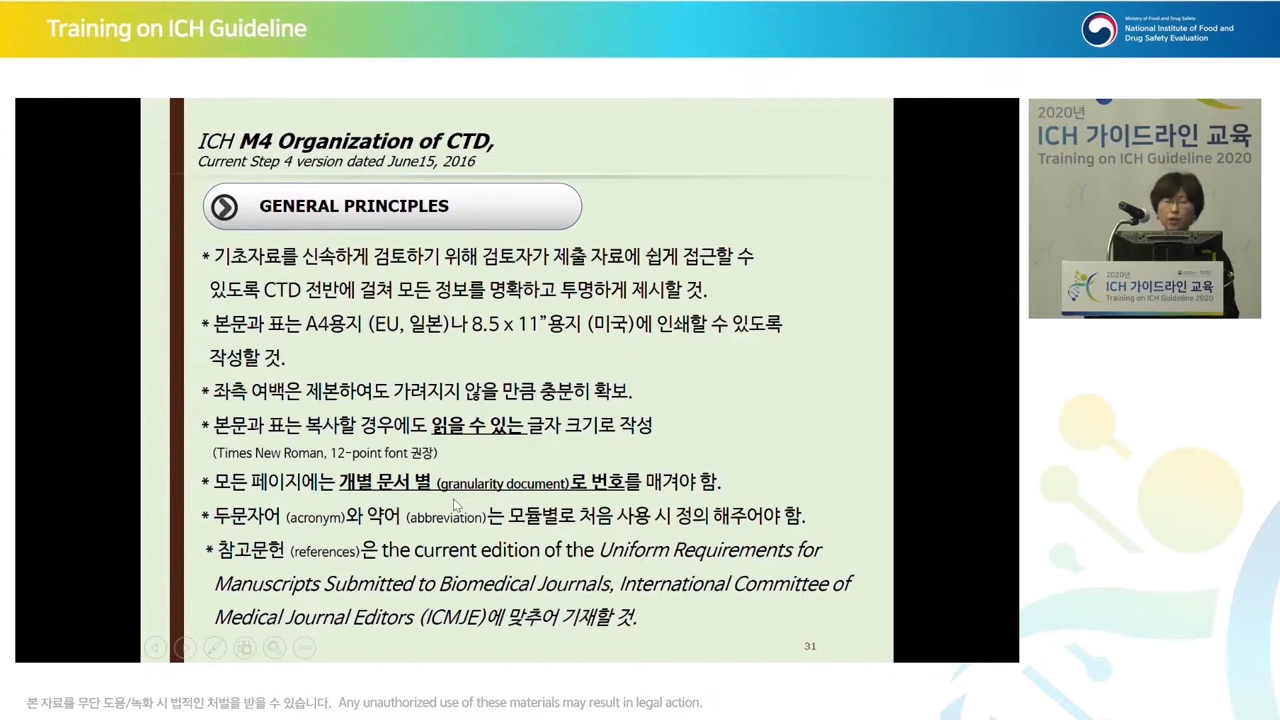 Training on ICH Guideline
Ministry of Food and Drug Safety
National Institute of Food and
Drug Safety Evaluation
ICH M4 Organization of CTD,
Current Step 4 version dated June15, 2016
GENERAL PRINCIPLES
* 기초자료를 신속하게 검토하기 위해 검토자가 제출 자료에 쉽게 접근할 수
있도록 CTD 전반에 걸쳐 모든 정보를 명확하고 투명하게 제시할 것.
* 본문과 표는 A4용지 (EU, 일본)나 8.5 x 11”용지 (미국)에 인쇄할 수 있도록
작성할 것.
* 좌측 여백은 제본하여도 가려지지 않을 만큼 충분히 확보.
* 본문과 표는 복사할 경우에도 읽을 수 있는 글자 크기로 작성
(Times New Roman, 12-point font 권장)
* 모든 페이지에는 개별 문서 별 (granularity document)로 번호를 매겨야 함.
* 두문자어 (acronym)와 약어 (abbreviation)는 모듈별로 처음 사용 시 정의 해주어야 함.
* 참고문헌 (references)은 the current edition of the Uniform Requirements for
Manuscripts Submitted to Biomedical Journals, International Committee of
Medical Journal Editors (ICMJE)에 맞추어 기재할 것.
31
2020년
ICH 가이드라인 교육
Training on ICH Guideline 2020
2020년
ICH 가이드라인 교육
Training on ICH Guideline 2020
본 자료를 무단 도용/녹화 시 법적인 처벌을 받을 수 있습니다. Any unauthorized use of these materials may result in legal action.